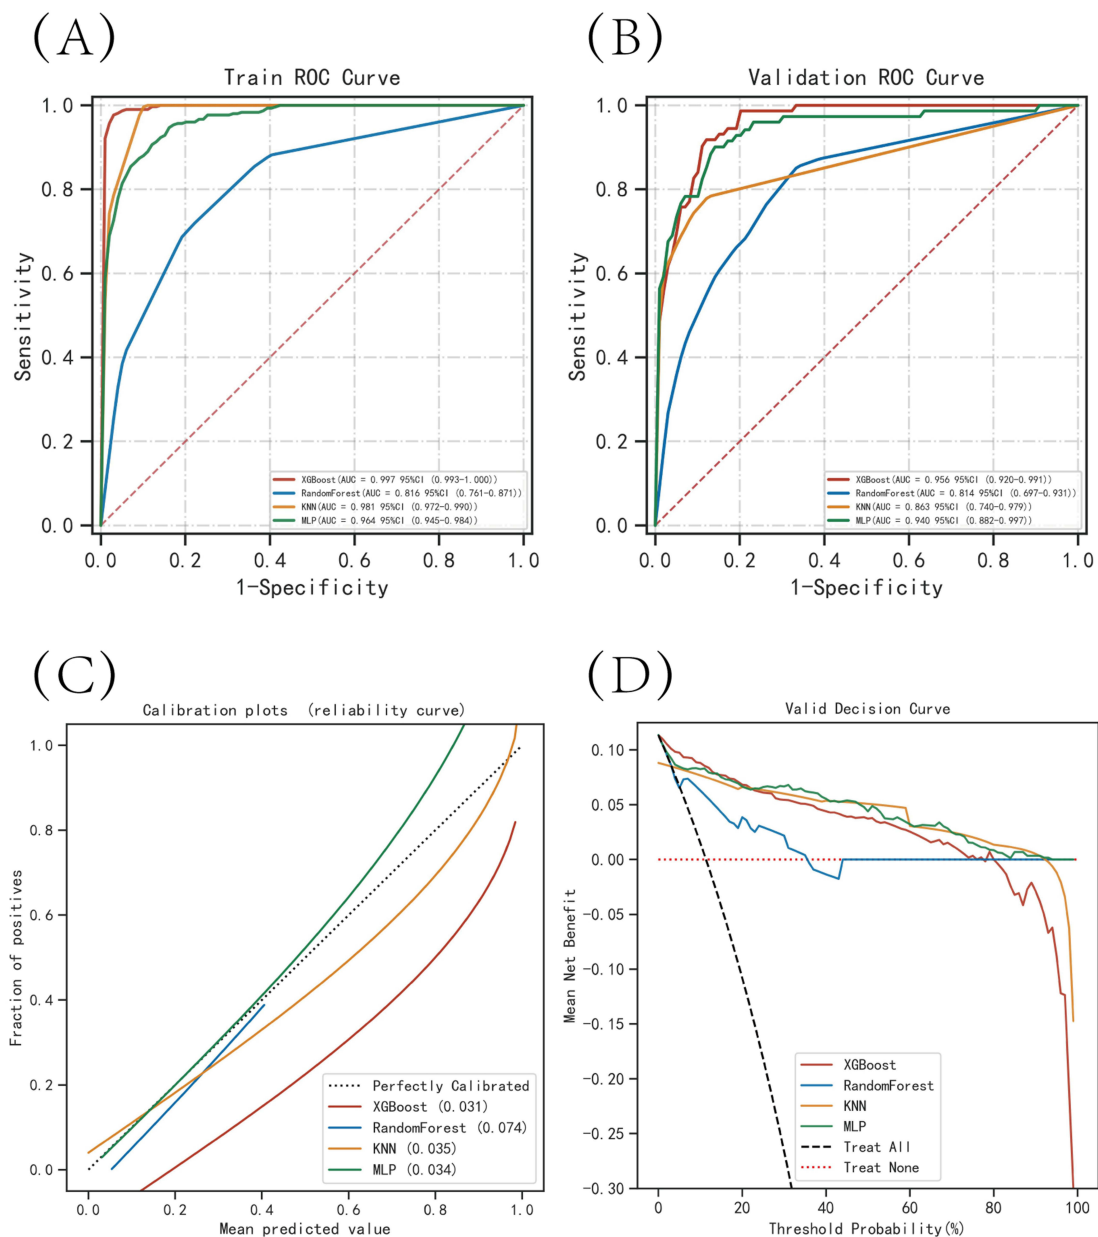 (A)
Train ROC Curve
Sensitivity
1.0
0.8
0.6
0.4
0.2
0.0
XGBoost(AUC = 0.997 95%CI (0.993-1.000))
RandomForest(AUC = 0.816 95%CI (0.761-0.871))
KNN(AUC = 0.981 95%CI (0.972-0.990))
MLP(AUC = 0.964 95%CI (0.945-0.984))
0.0 0.2 0.4 0.6 0.8 1.0
1-Specificity
(B)
Validation ROC Curve
Sensitivity
1.0
0.8
0.6
0.4
0.2
0.0
XGBoost(AUC = 0.956 95%CI (0.920-0.991))
RandomForest(AUC = 0.814 95%CI (0.697-0.931))
KNN(AUC = 0.863 95%CI (0.740-0.979))
MLP(AUC = 0.940 95%CI (0.882-0.997))
0.0 0.2 0.4 0.6 0.8 1.0
1-Specificity
(C)
Calibration plots (reliability curve)
Fraction of positives
1.0
0.8
0.6
0.4
0.2
0.0
Perfectly Calibrated
XGBoost (0.031)
RandomForest (0.074)
KNN (0.035)
MLP (0.034)
0.0 0.2 0.4 0.6 0.8 1.0
Mean predicted value
(D)
Valid Decision Curve
Mean Net Benefit
0.10
0.05
0.00
-0.05
-0.10
-0.15
-0.20
-0.25
-0.30
XGBoost
RandomForest
KNN
MLP
Treat All
Treat None
0 20 40 60 80 100
Threshold Probability(%)